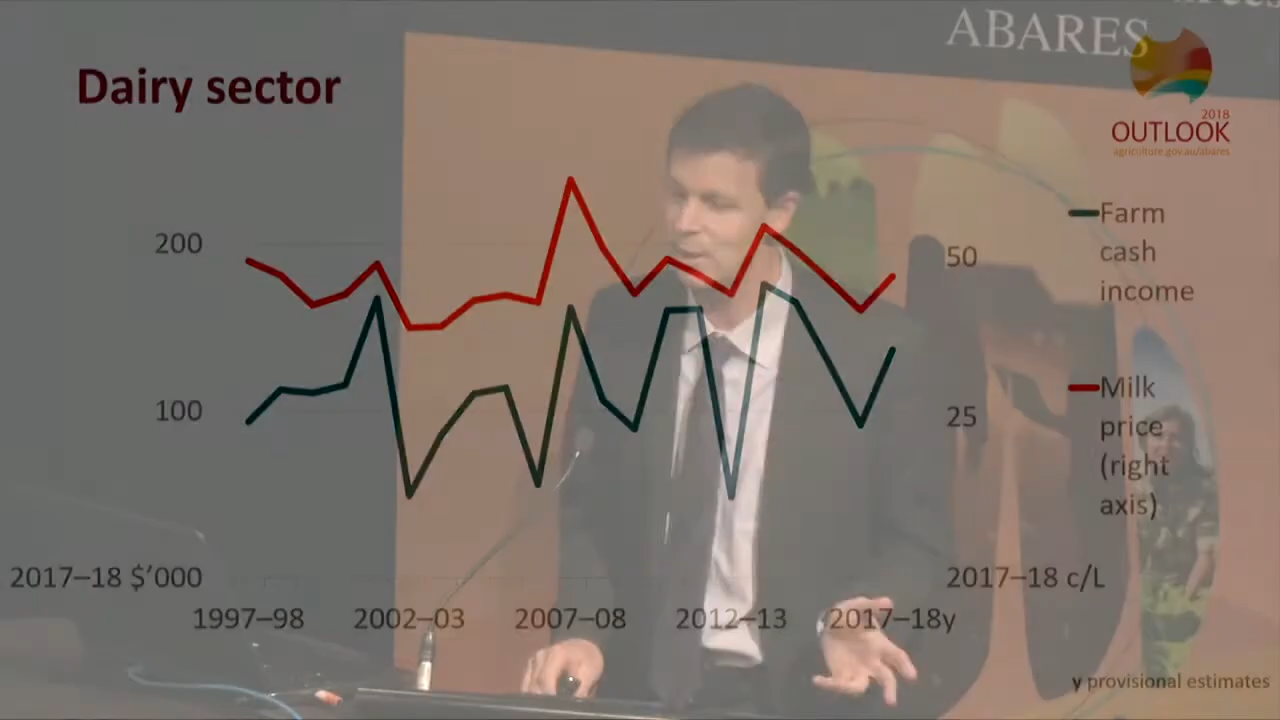 ABARES
Dairy sector
2018
OUTLOOK
agriculture.gov.au/abares
200
50
Farm
cash
income
100
25
Milk
price
(right
axis)
2017–18 $'000
2017–18 c/L
1997–98
2002–03
2007–08
2012–13
2017–18y
y provisional estimates